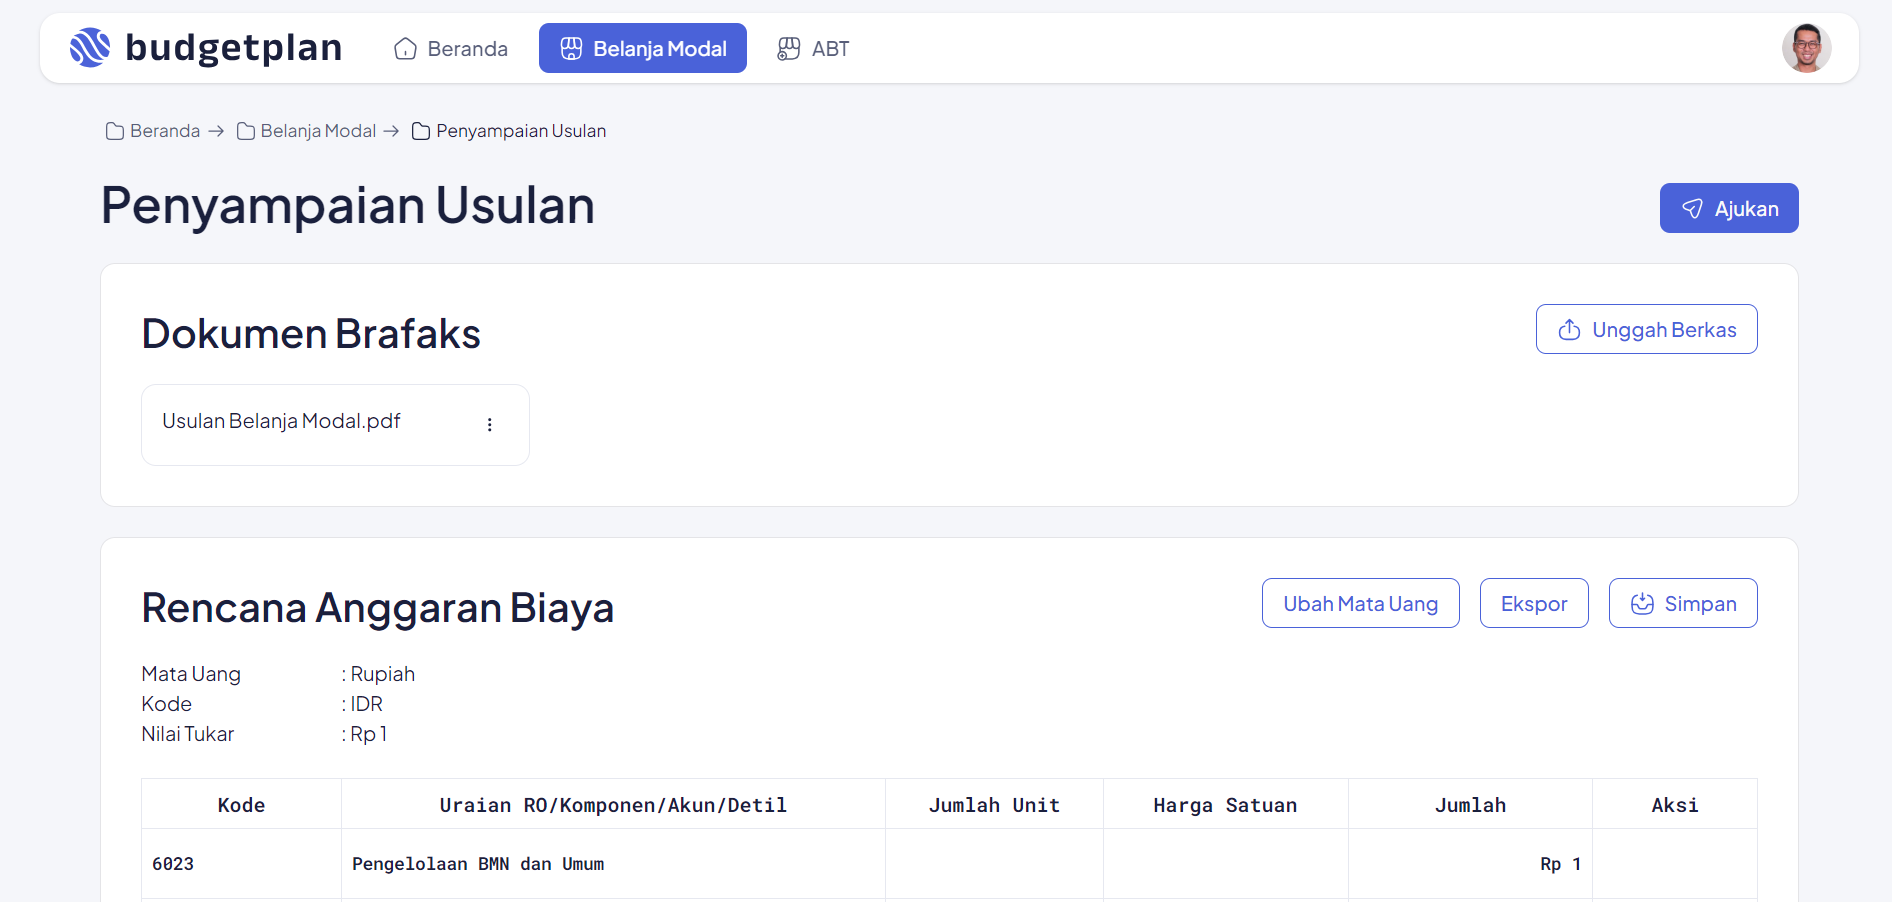 budgetplan Beranda Belanja Modal ABT
Beranda → Belanja Modal → Penyampaian Usulan
Penyampaian Usulan Ajukan
Dokumen Brafaks Unggah Berkas
Usulan Belanja Modal.pdf
Rencana Anggaran Biaya Ubah Mata Uang Ekspor Simpan
Mata Uang : Rupiah
Kode : IDR
Nilai Tukar : Rp 1
Kode Uraian RO/Komponen/Akun/Detil Jumlah Unit Harga Satuan Jumlah Aksi
6023 Pengelolaan BMN dan Umum Rp 1